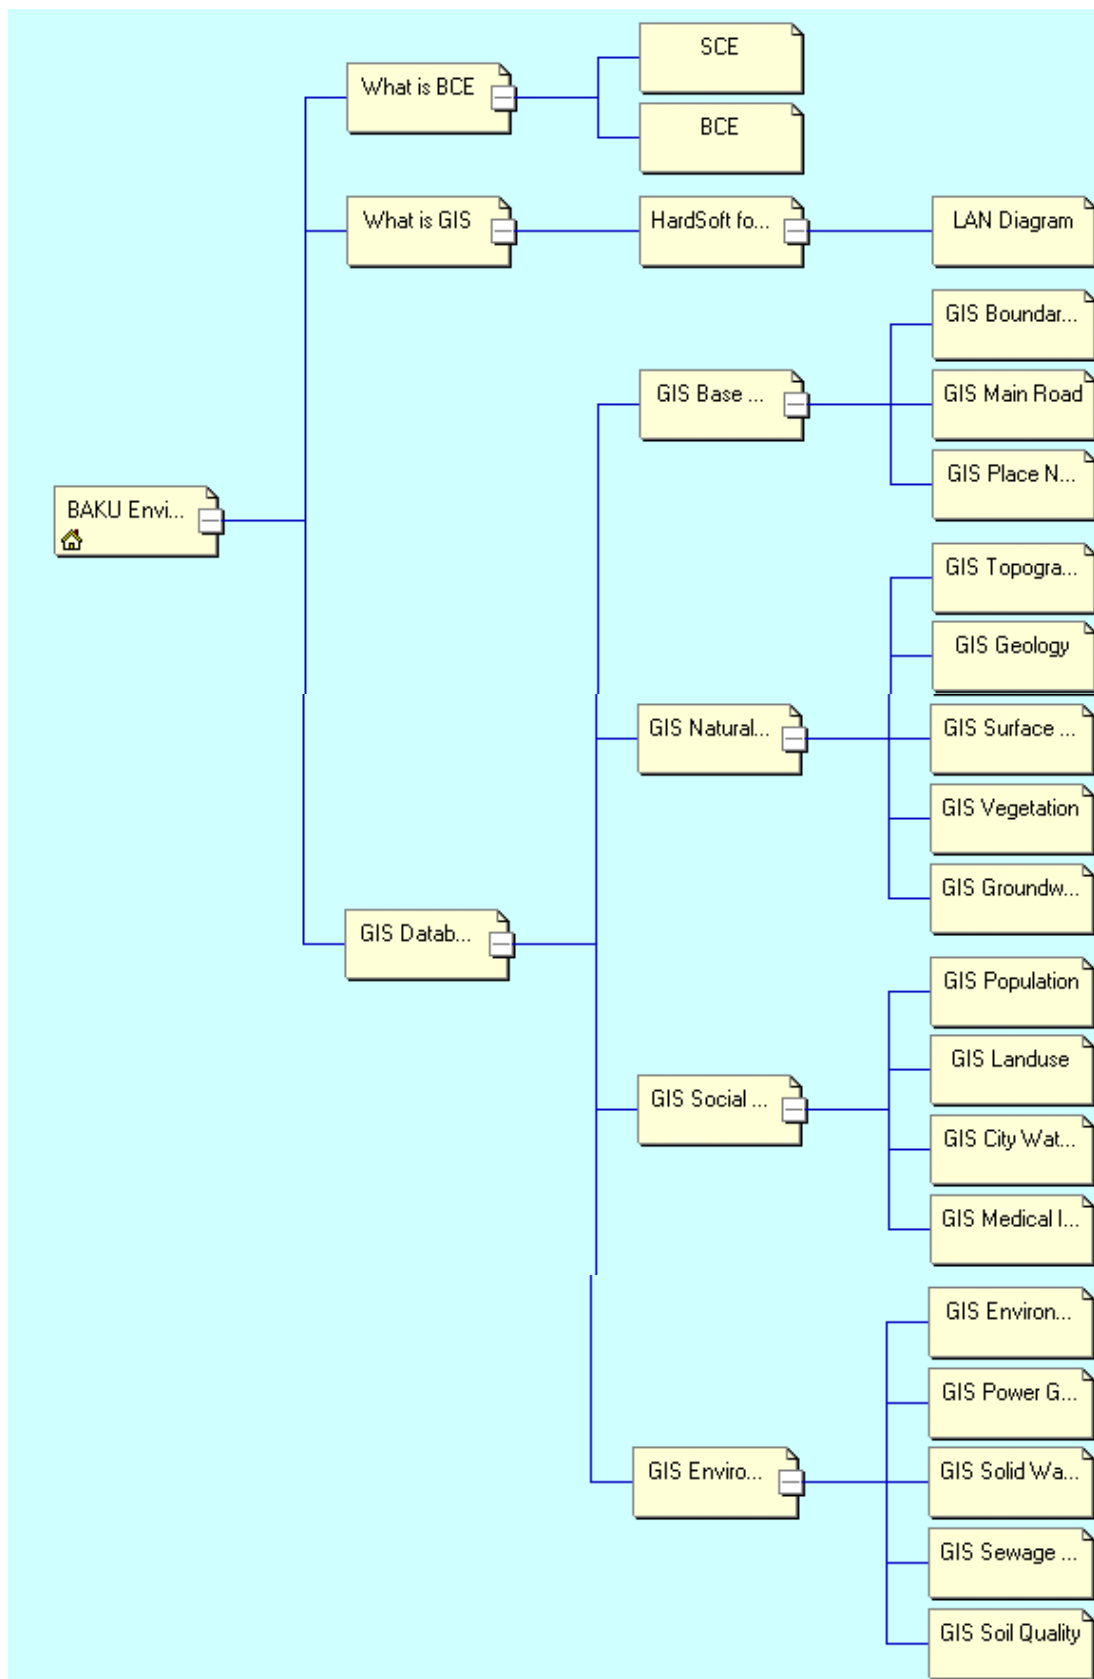 SCE
What is BCE
BCE
What is GIS
HardSoft fo...
LAN Diagram
GIS Boundar...
GIS Base ...
GIS Main Road
GIS Place N...
BAKU Envi...
GIS Topogra...
GIS Geology
GIS Natural...
GIS Surface ...
GIS Vegetation
GIS Groundw...
GIS Datab...
GIS Population
GIS Landuse
GIS Social ...
GIS City Wat...
GIS Medical I...
GIS Environ...
GIS Power G...
GIS Enviro...
GIS Solid Wa...
GIS Sewage ...
GIS Soil Quality